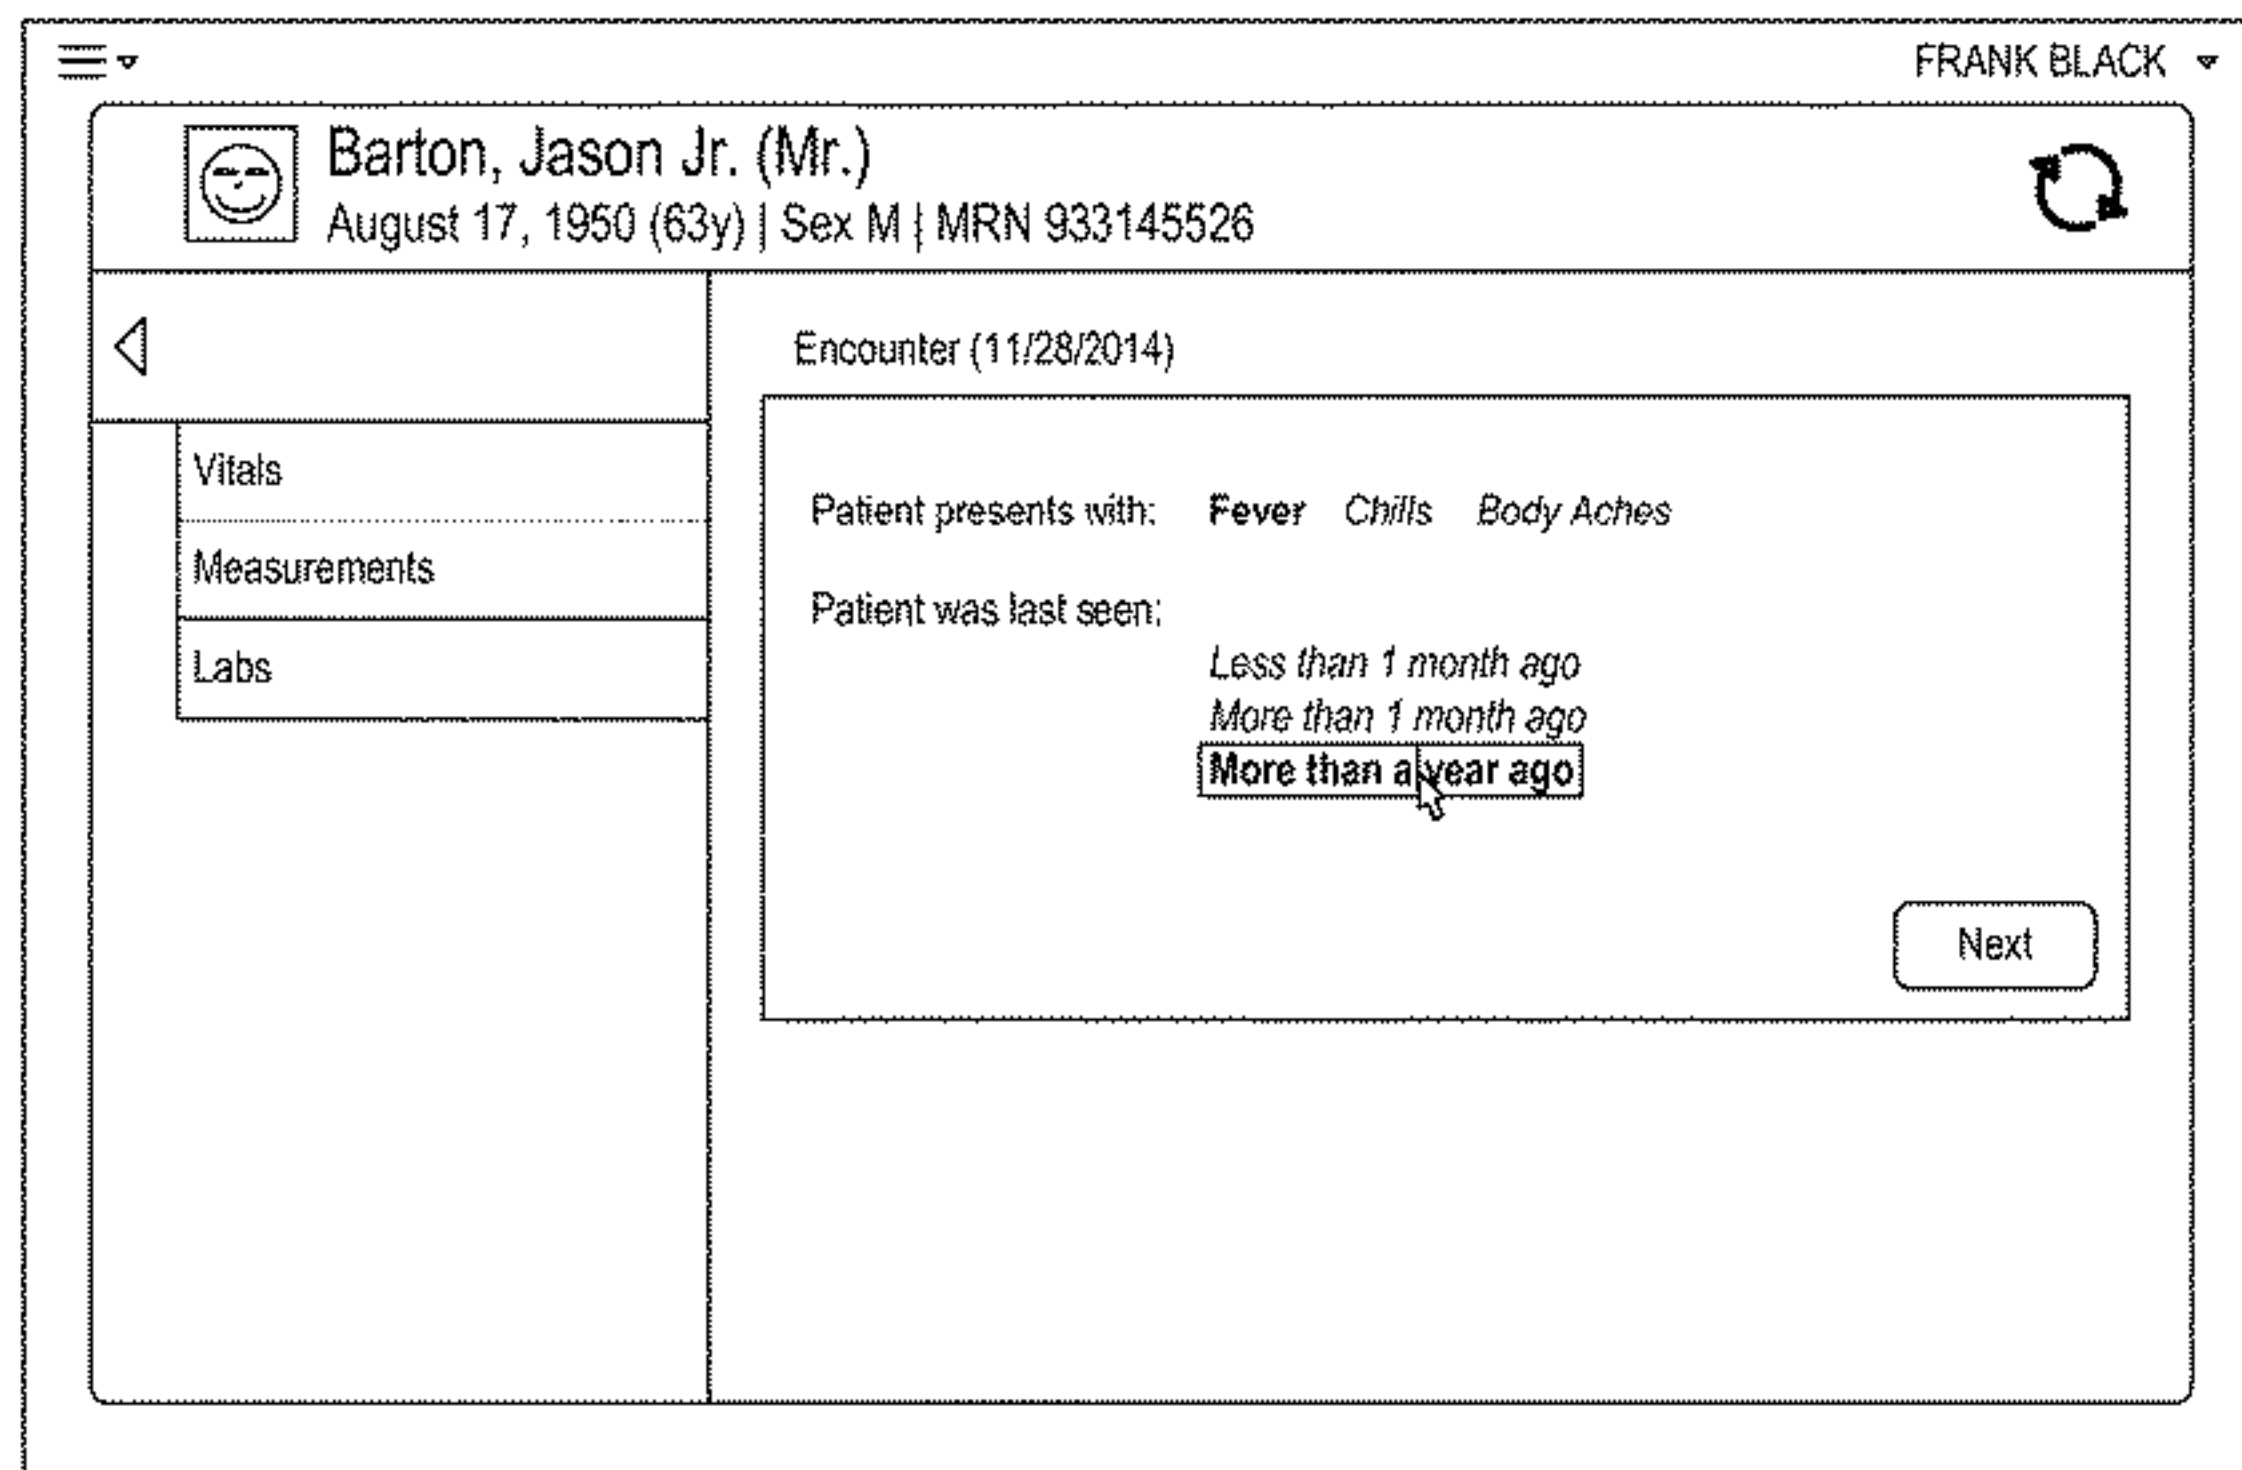 FRANK BLACK
Barton, Jason Jr. (Mr.)
August 17, 1950 (63y) | Sex M | MRN 933145526
Encounter (11/28/2014)
Vitals
Measurements
Labs
Patient presents with: Fever Chills Body Aches
Patient was last seen:
Less than 1 month ago
More than 1 month ago
More than a year ago
Next